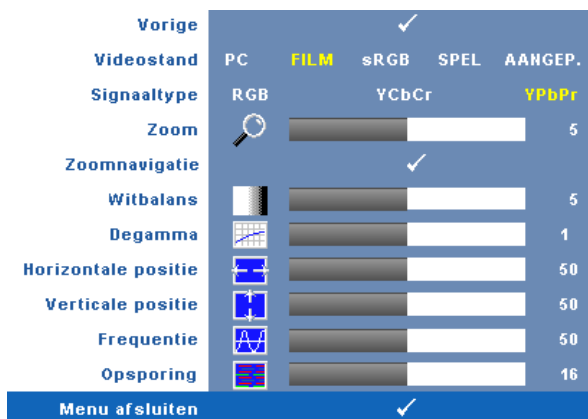 Vorige
Videostand PC FILM sRGB SPEL AANGEP.
Signaaltype RGB YCbCr YPbPr
Zoom 5
Zoomnavigatie
Witbalans 5
Degamma 1
Horizontale positie 50
Verticale positie 50
Frequentie 50
Opsporing 16
Menu afsluiten